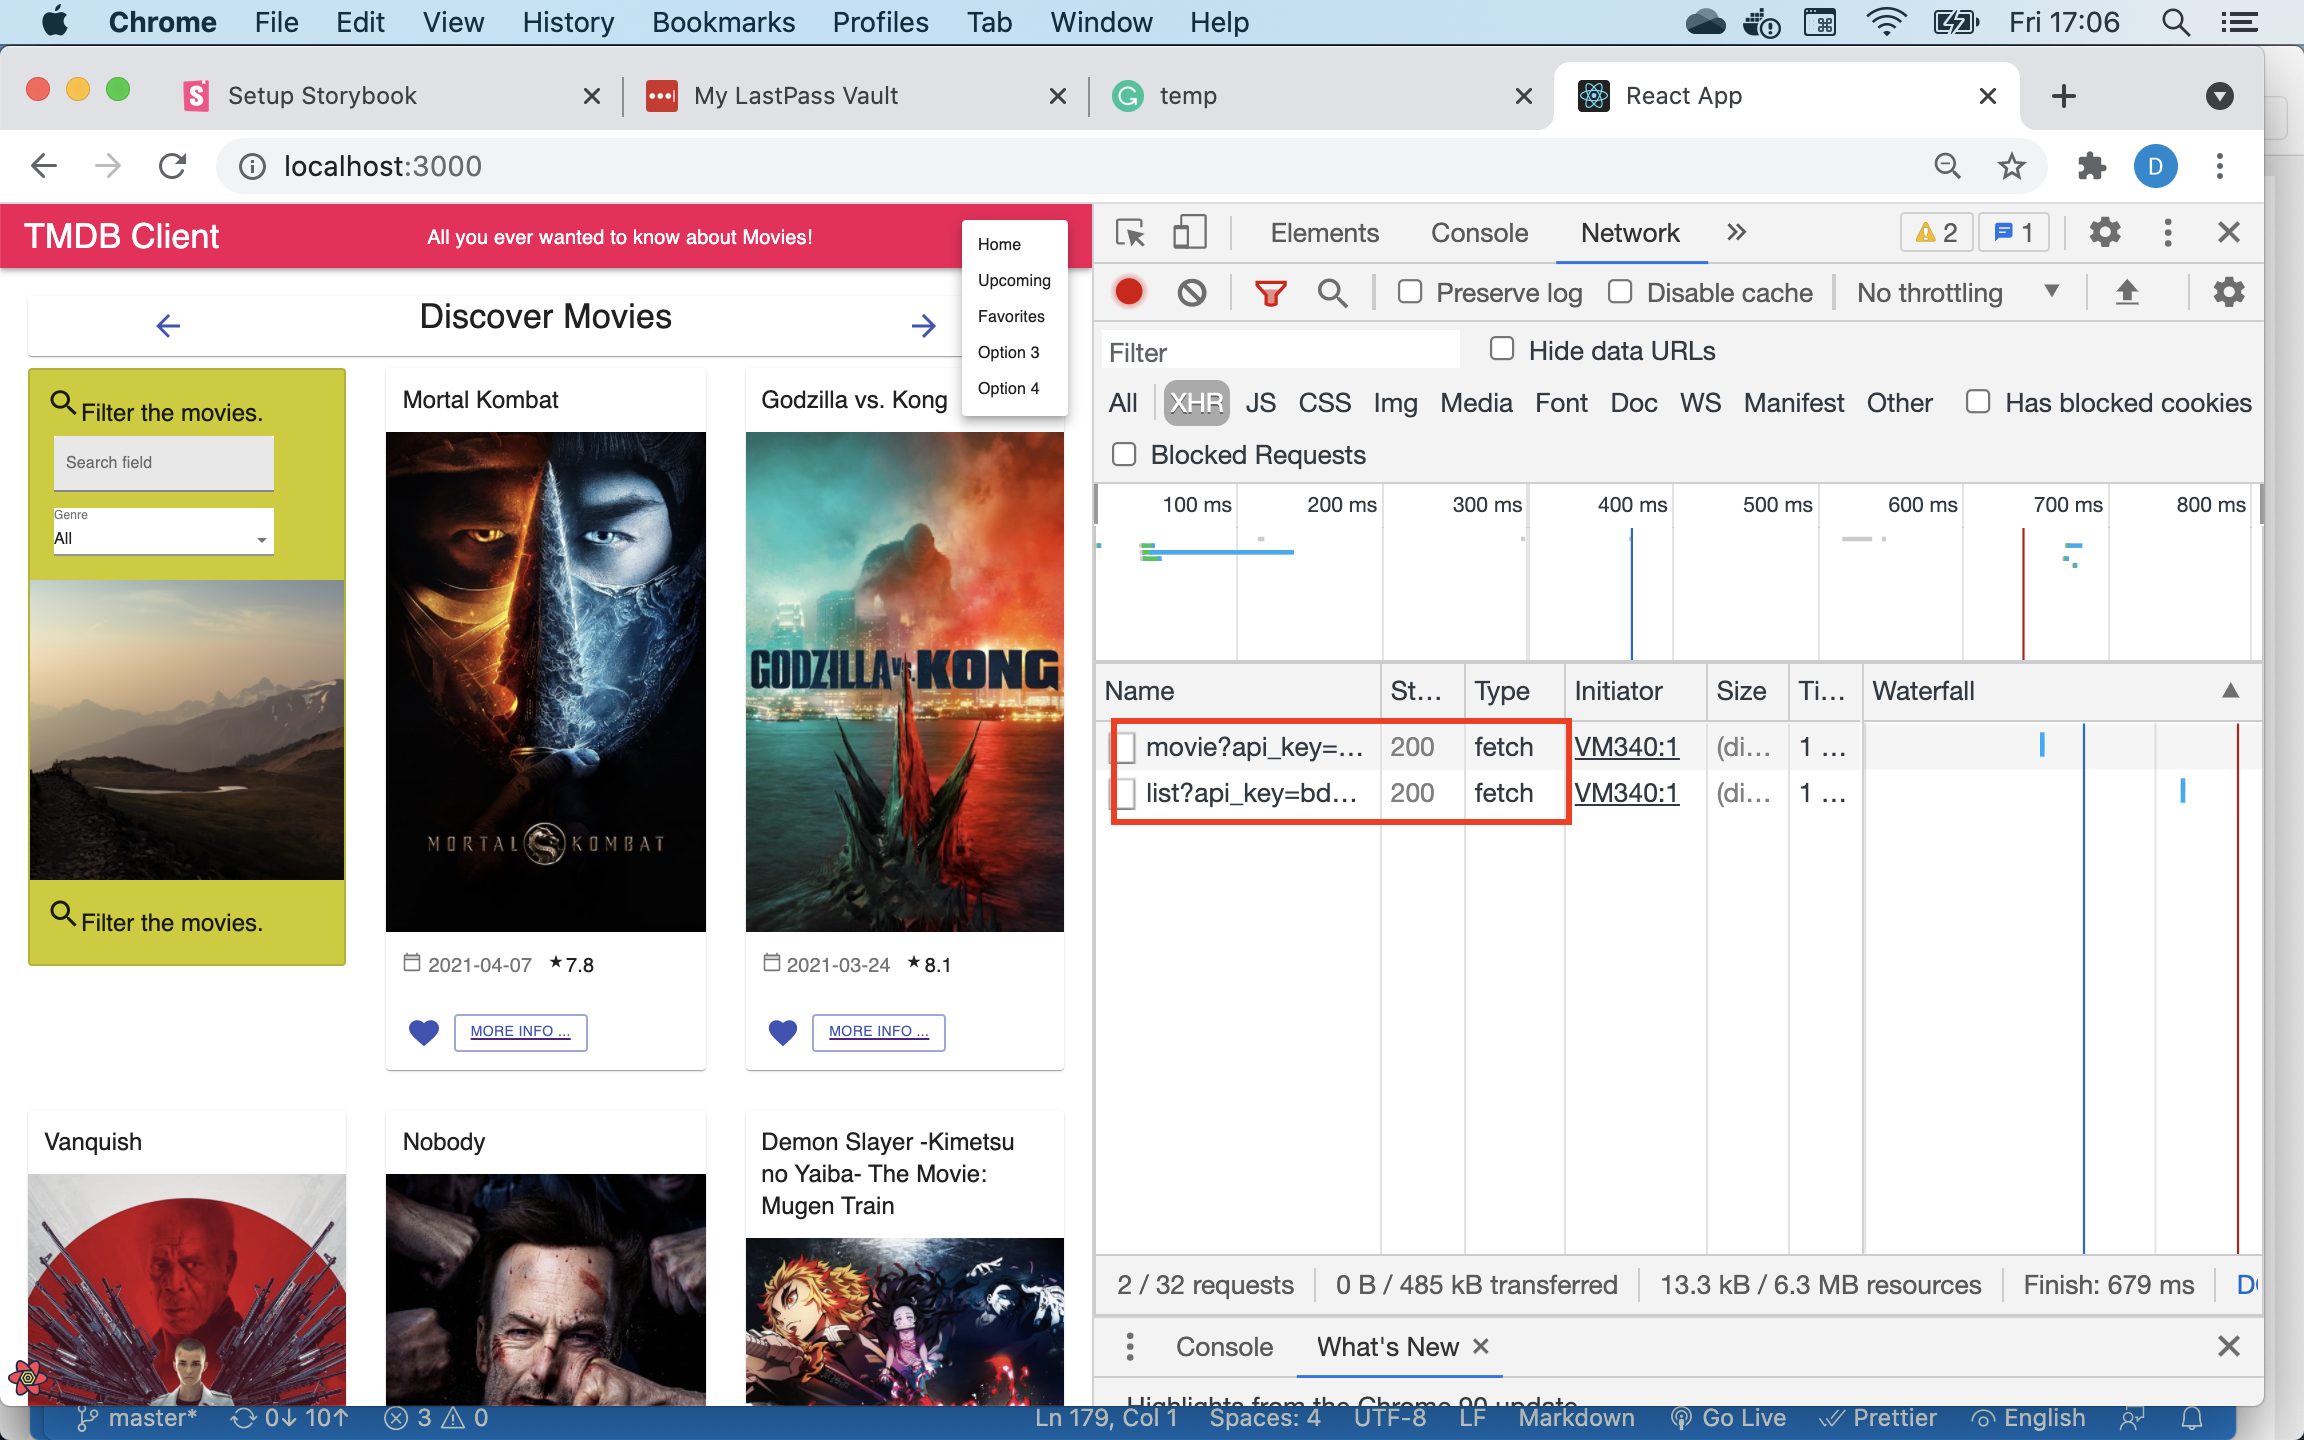 Chrome File Edit View History Bookmarks Profiles Tab Window Help Fri 17:06
Setup Storybook My LastPass Vault temp React App
localhost:3000 D
TMDB Client All you ever wanted to know about Movies!
Home
Upcoming
Favorites
Option 3
Option 4
Discover Movies
Filter the movies.
Search field
Genre
All
Filter the movies.
Mortal Kombat
MORTAL KOMBAT
2021-04-07 7.8
MORE INFO ...
Godzilla vs. Kong
GODZILLA VS. KONG
2021-03-24 8.1
MORE INFO ...
Vanquish
Nobody
Demon Slayer -Kimetsu
no Yaiba- The Movie:
Mugen Train
Elements Console Network 2 1
Preserve log Disable cache No throttling
Filter Hide data URLs
All XHR JS CSS Img Media Font Doc WS Manifest Other Has blocked cookies
Blocked Requests
100 ms 200 ms 300 ms 400 ms 500 ms 600 ms 700 ms 800 ms
Name St... Type Initiator Size Ti... Waterfall
movie?api_key=... 200 fetch VM340:1 (di... 1 ...
list?api_key=bd... 200 fetch VM340:1 (di... 1 ...
2 / 32 requests 0 B / 485 kB transferred 13.3 kB / 6.3 MB resources Finish: 679 ms
Console What's New
Highlights from the Chrome 90 update
master* 0↓ 10↑ 3 0 Ln 179, Col 1 Spaces: 4 UTF-8 LF Markdown Go Live Prettier English